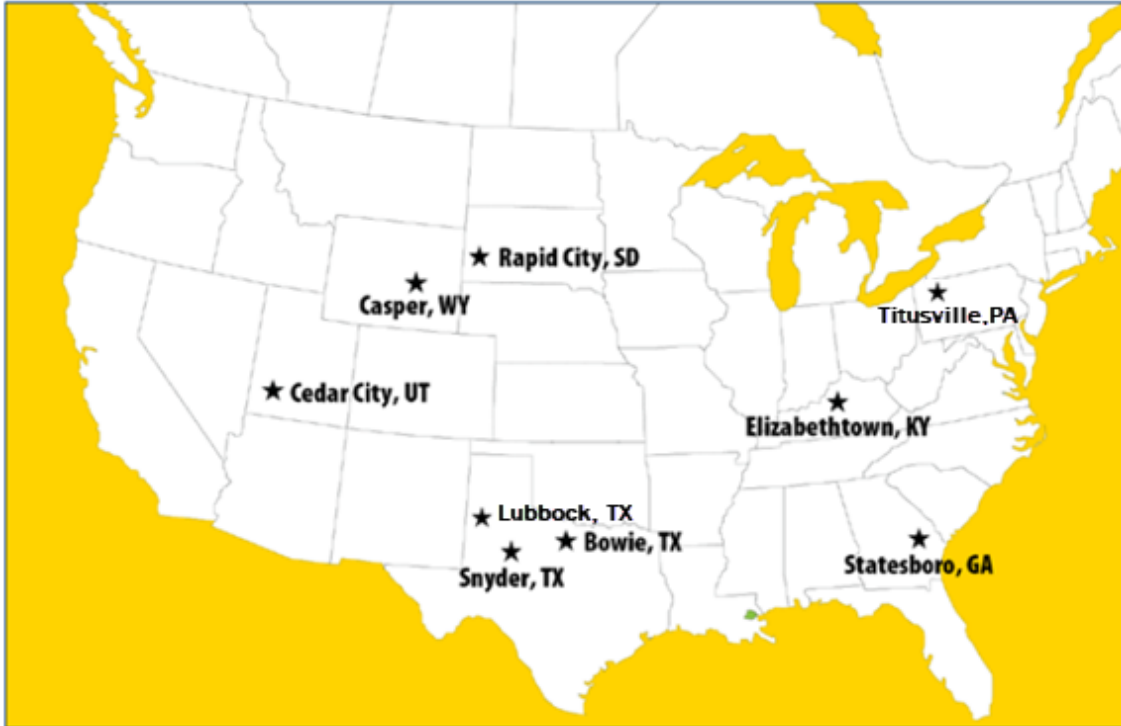 Rapid City, SD
Casper, WY
Titusville,PA
Cedar City, UT
Elizabethtown, KY
Lubbock, TX
Bowie, TX
Snyder, TX
Statesboro, GA